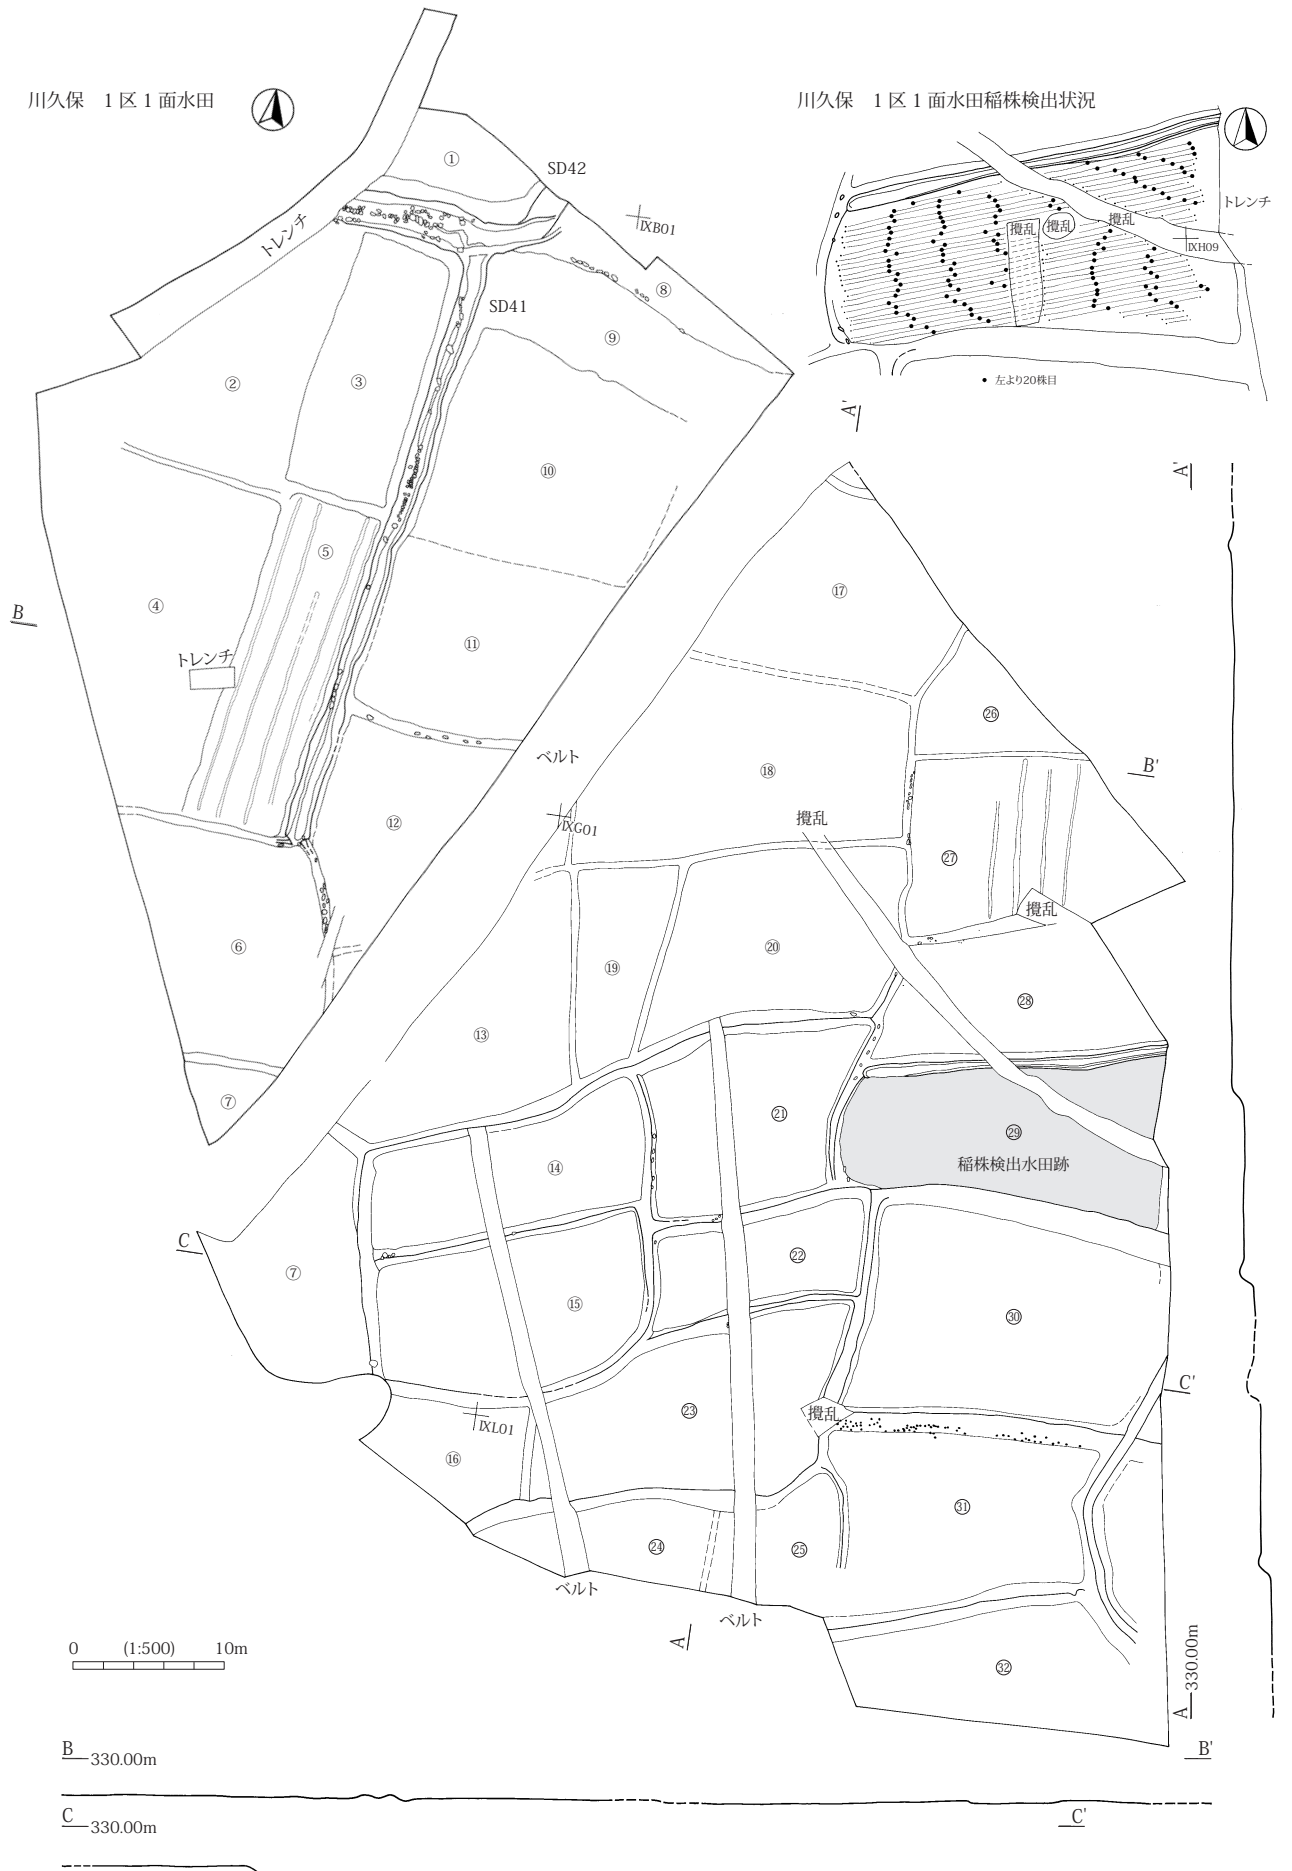 川久保　1 区 1 面水田
川久保　1 区 1 面水田稲株検出状況
①
SD42
トレンチ
IXB01
⑧
SD41
⑨
②
③
⑩
⑤
④
トレンチ
B
⑪
⑫
⑥
⑦
ベルト
IXG01
攪乱
攪乱
攪乱
トレンチ
IXH09
● 左より20株目
A'
A'
⑰
㉖
B'
⑱
攪乱
㉗
攪乱
⑲
⑳
㉘
⑬
㉑
㉙
稲株検出水田跡
⑭
C
⑦
㉒
⑮
㉚
C'
㉓
攪乱
IXL01
⑯
㉛
㉔
㉕
ベルト
ベルト
A
㉜
A 330.00m
0　(1:500)　10m
B 330.00m
B'
C 330.00m
C'